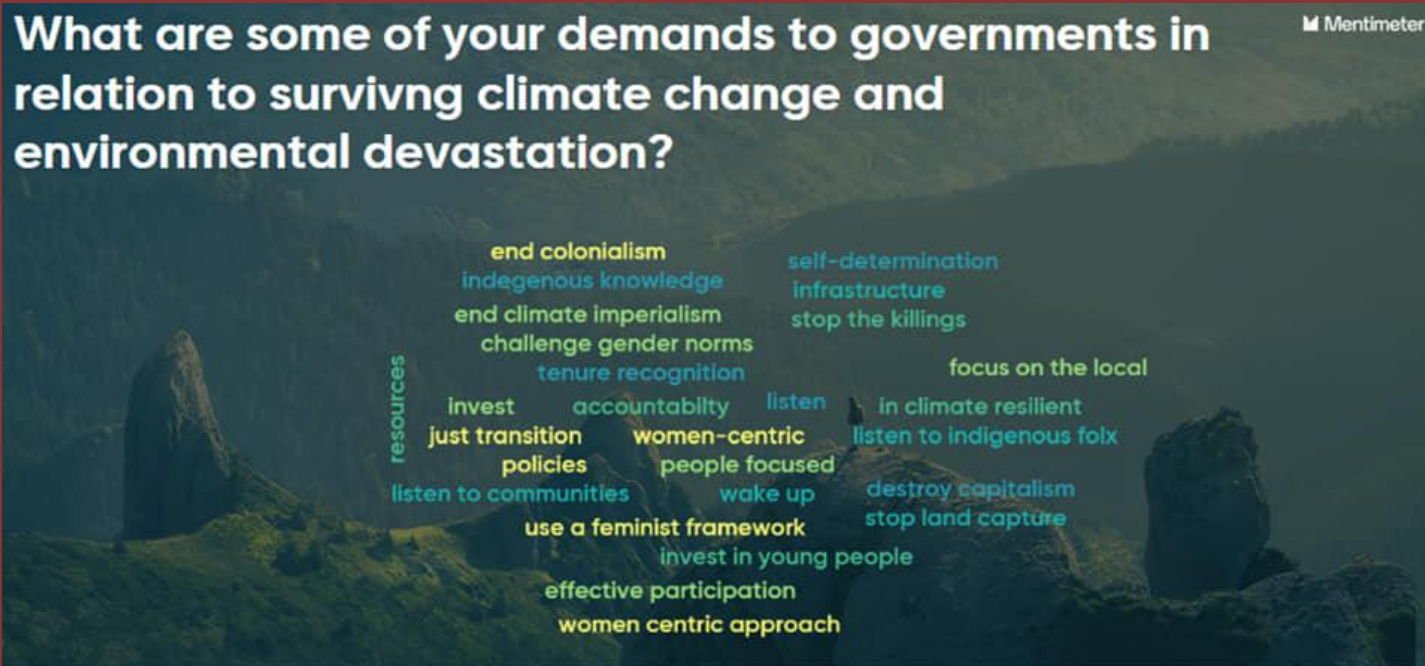 What are some of your demands to governments in
relation to survivng climate change and
environmental devastation?
Mentimeter
end colonialism
self-determination
indegenous knowledge
infrastructure
end climate imperialism
stop the killings
challenge gender norms
resources
tenure recognition
focus on the local
invest
accountabilty
listen
in climate resilient
just transition
women-centric
listen to indigenous folx
policies
people focused
listen to communities
wake up
destroy capitalism
stop land capture
use a feminist framework
invest in young people
effective participation
women centric approach